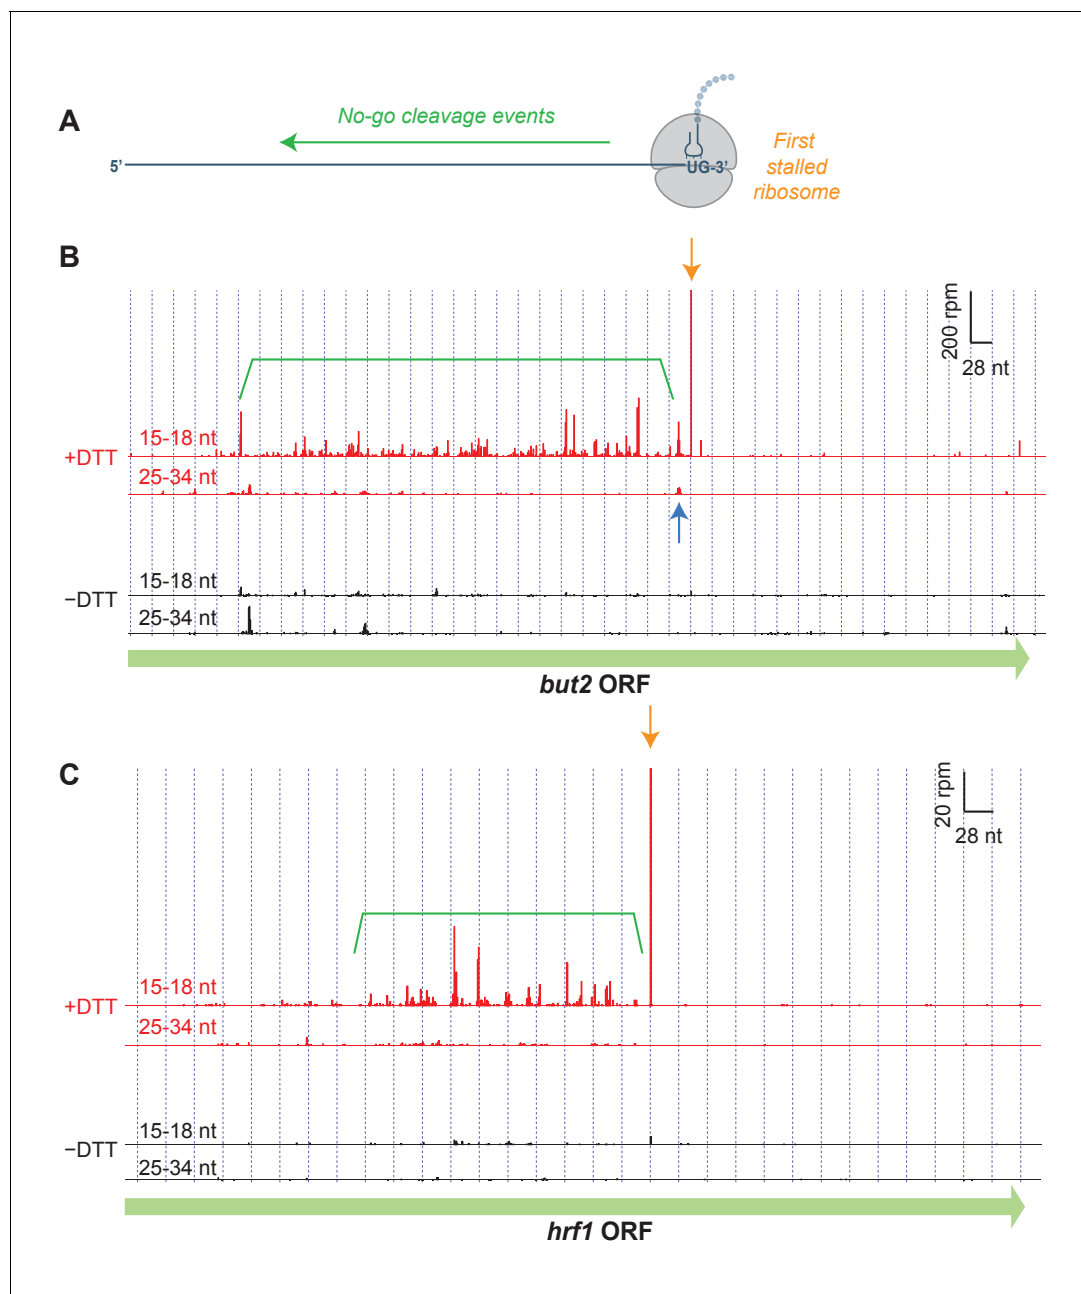 A
No-go cleavage events
5’
UG-3’
First
stalled
ribosome
B
200 rpm
28 nt
15-18 nt
+DTT
25-34 nt
15-18 nt
−DTT
25-34 nt
but2 ORF
C
20 rpm
28 nt
15-18 nt
+DTT
25-34 nt
15-18 nt
−DTT
25-34 nt
hrf1 ORF